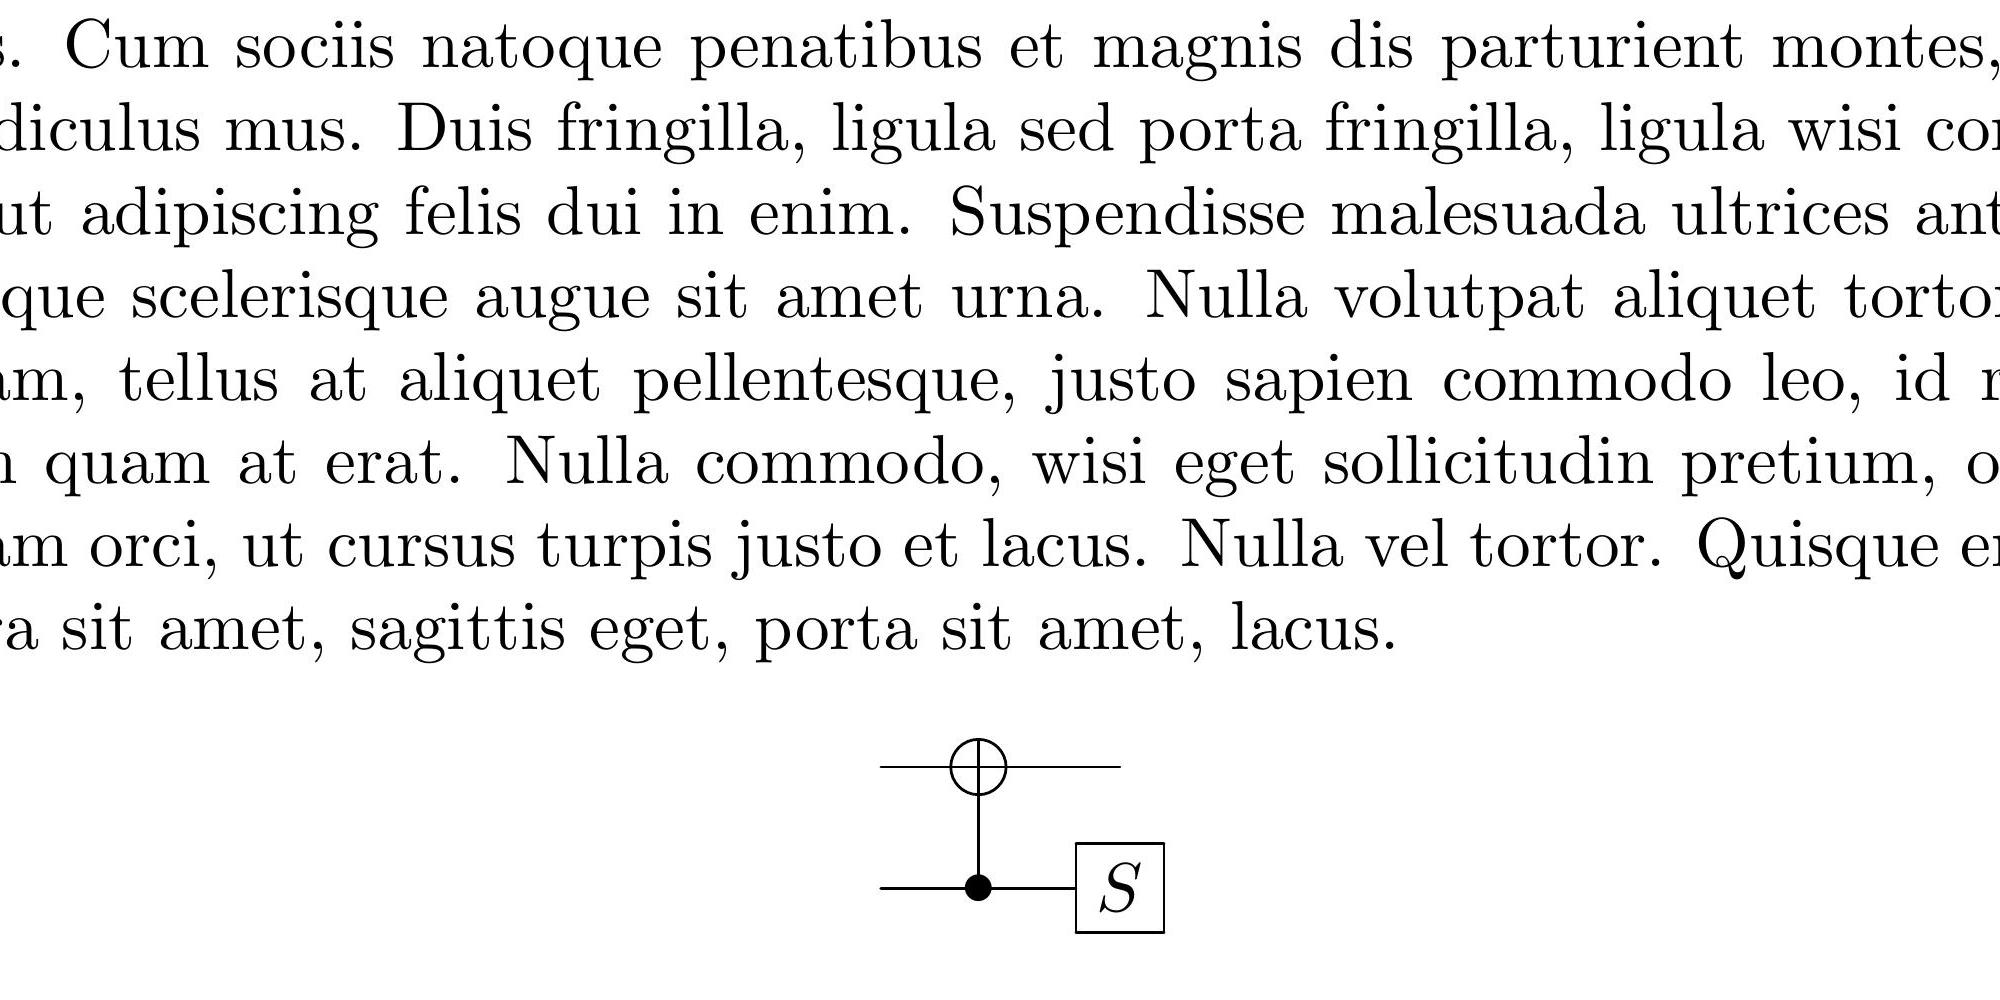 s. Cum sociis natoque penatibus et magnis dis parturient montes,
diculus mus. Duis fringilla, ligula sed porta fringilla, ligula wisi con
ut adipiscing felis dui in enim. Suspendisse malesuada ultrices ant
que scelerisque augue sit amet urna. Nulla volutpat aliquet tortor
am, tellus at aliquet pellentesque, justo sapien commodo leo, id
quam at erat. Nulla commodo, wisi eget sollicitudin pretium, o
am orci, ut cursus turpis justo et lacus. Nulla vel tortor. Quisque
a sit amet, sagittis eget, porta sit amet, lacus.
S